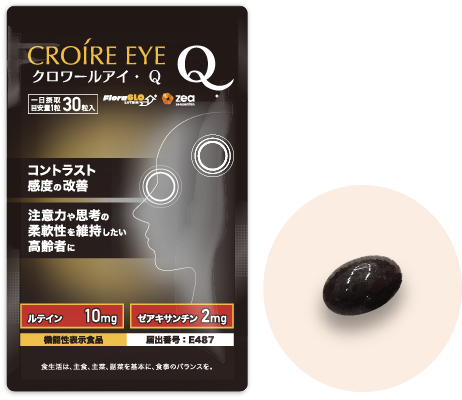 CROIRE EYE Q
クロワールアイ・Q
一日摂取
目安量1粒 30粒入
FloraGLO
LUTEIN
zea
zeaxanthin
コントラスト
感度の改善
注意力や思考の
柔軟性を維持したい
高齢者に
ルテイン 10mg ゼアキサンチン 2mg
機能性表示食品 届出番号：E487
食生活は、主食、主菜、副菜を基本に、食事のバランスを。